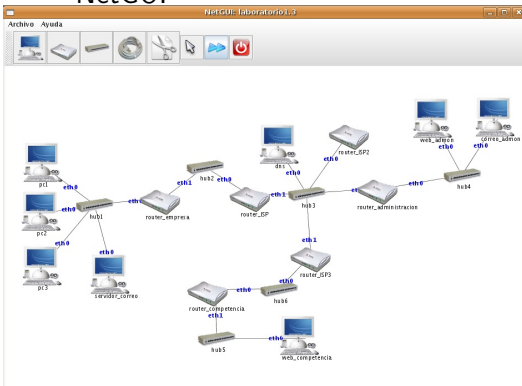 NetGUI
NetGUI: laboratorio1.3
Archivo Ayuda
web_admon
correo_admon
eth0
eth0
hub4
dns
router_ISP2
eth0
eth0
hub3
router_administracion
eth0
pc1
eth0
pc2
eth0
hub1
eth0
eth0
pc3
servidor_correo
router_empresa
eth1
hub2
eth0
router_ISP
eth1
eth1
router_ISP3
eth0
hub6
eth0
router_competencia
eth1
hub5
eth0
web_competencia